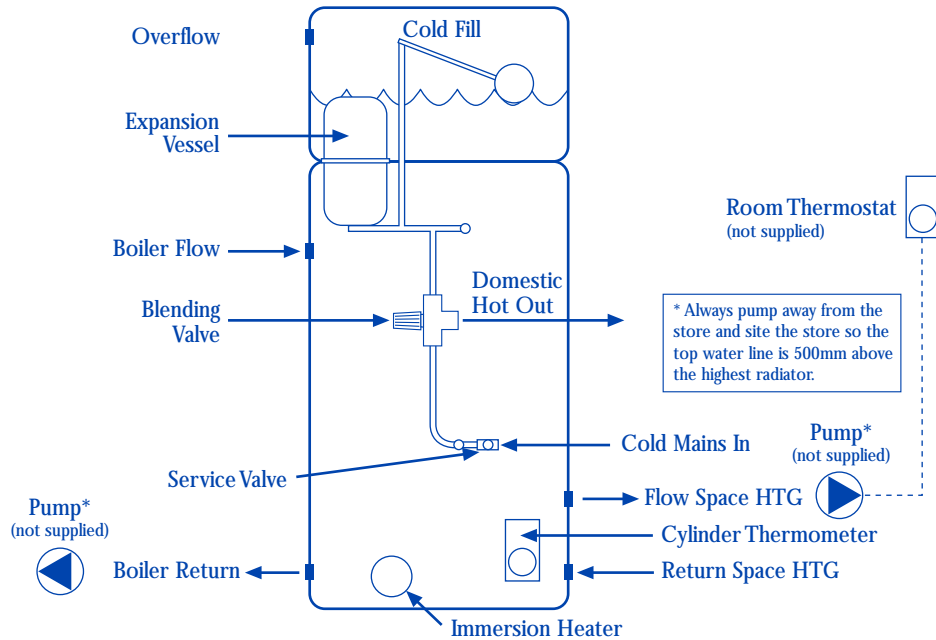 Overflow
Cold Fill
Expansion
Vessel
Room Thermostat
(not supplied)
Boiler Flow
Domestic
Hot Out
Blending
Valve
* Always pump away from the
store and site the store so the
top water line is 500mm above
the highest radiator.
Cold Mains In
Pump*
(not supplied)
Service Valve
Flow Space HTG
Pump*
(not supplied)
Cylinder Thermometer
Boiler Return
Return Space HTG
Immersion Heater